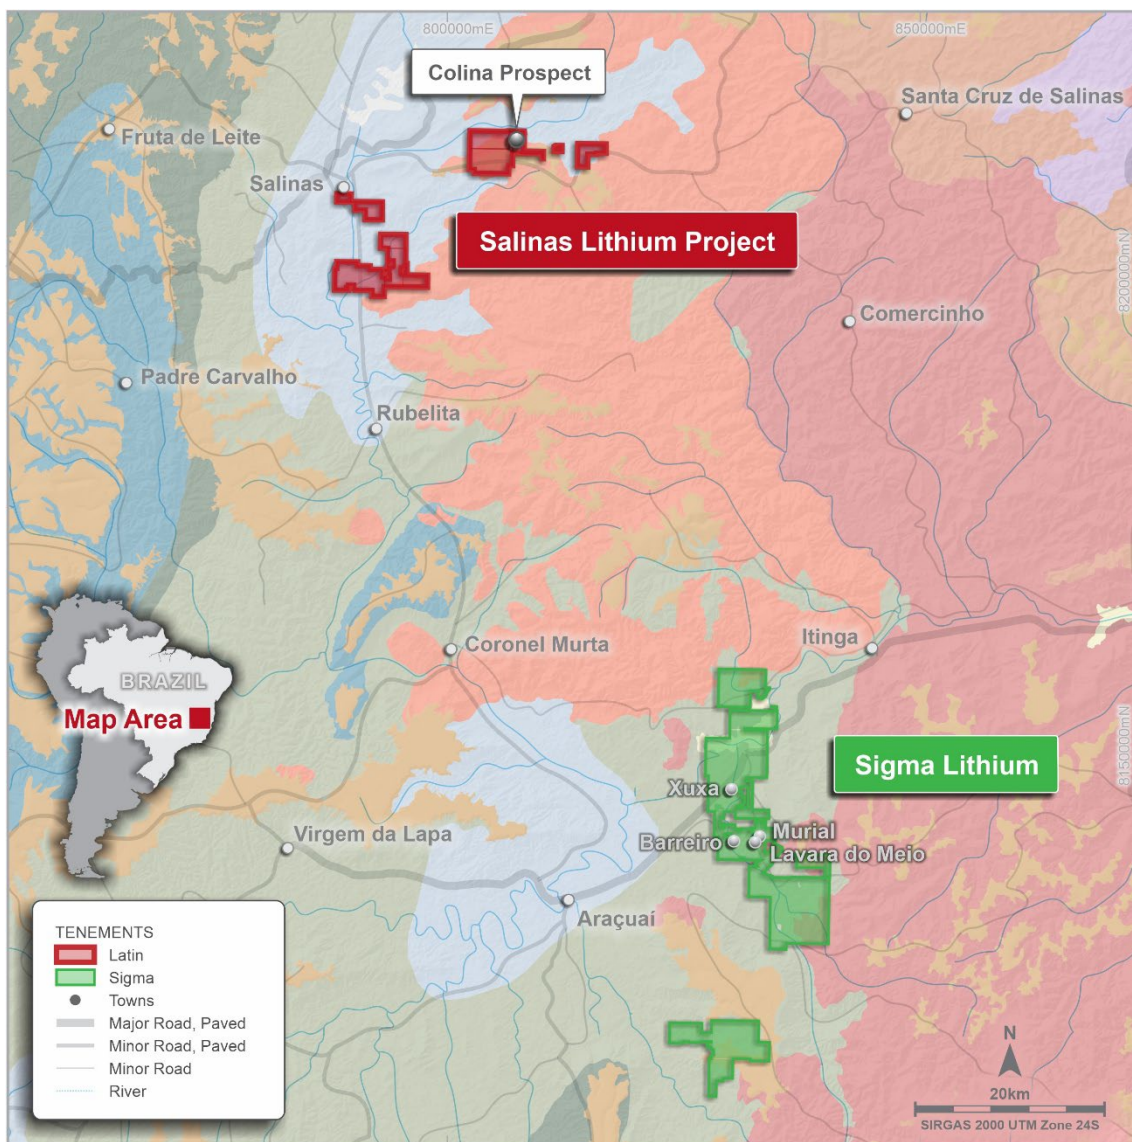 800000mE
850000mE
Colina Prospect
Santa Cruz de Salinas
Fruta de Leite
Salinas
Salinas Lithium Project
8200000mN
Comercinho
Padre Carvalho
Rubelita
Coronel Murta
Itinga
BRAZIL
Map Area
8150000mN
Sigma Lithium
Xuxa
Virgem da Lapa
Barreiro
Murial
Lavara do Meio
Araçuaí
TENEMENTS
Latin
Sigma
Towns
Major Road, Paved
Minor Road, Paved
Minor Road
River
N
20km
SIRGAS 2000 UTM Zone 24S